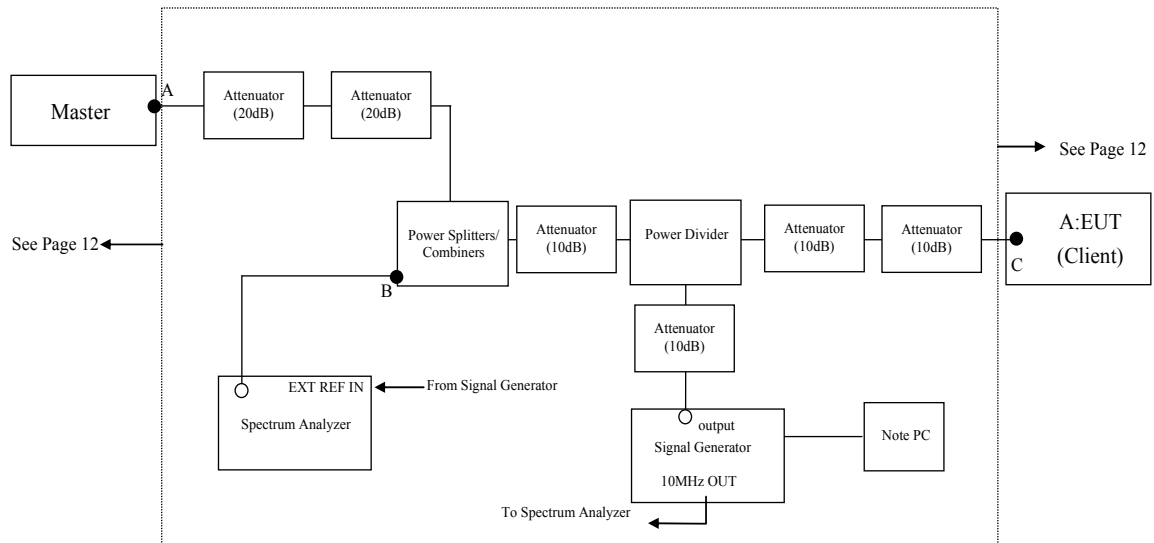 Master
A
Attenuator
(20dB)
Attenuator
(20dB)
See Page 12
See Page 12
Power Splitters/
Combiners
B
Attenuator
(10dB)
Power Divider
Attenuator
(10dB)
Attenuator
(10dB)
C
A:EUT
(Client)
Attenuator
(10dB)
EXT REF IN
Spectrum Analyzer
From Signal Generator
output
Signal Generator
10MHz OUT
Note PC
To Spectrum Analyzer